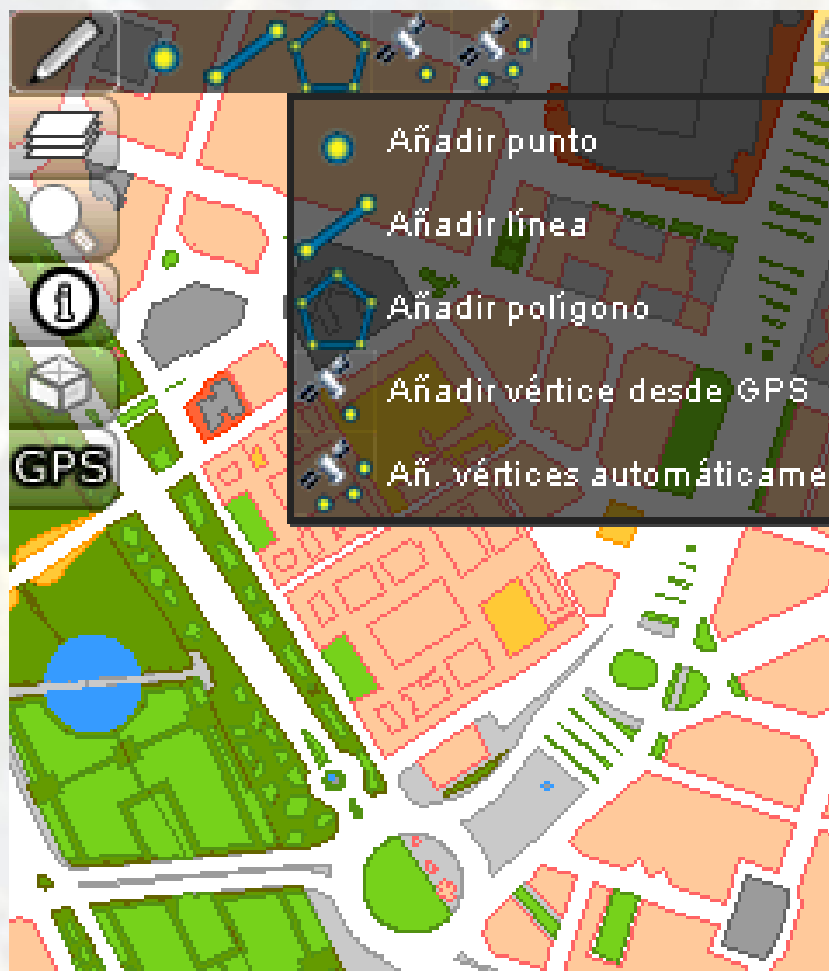 Añadir punto
Añadir línea
Añadir polígono
Añadir vértice desde GPS
Añ. vértices automáticame
GPS